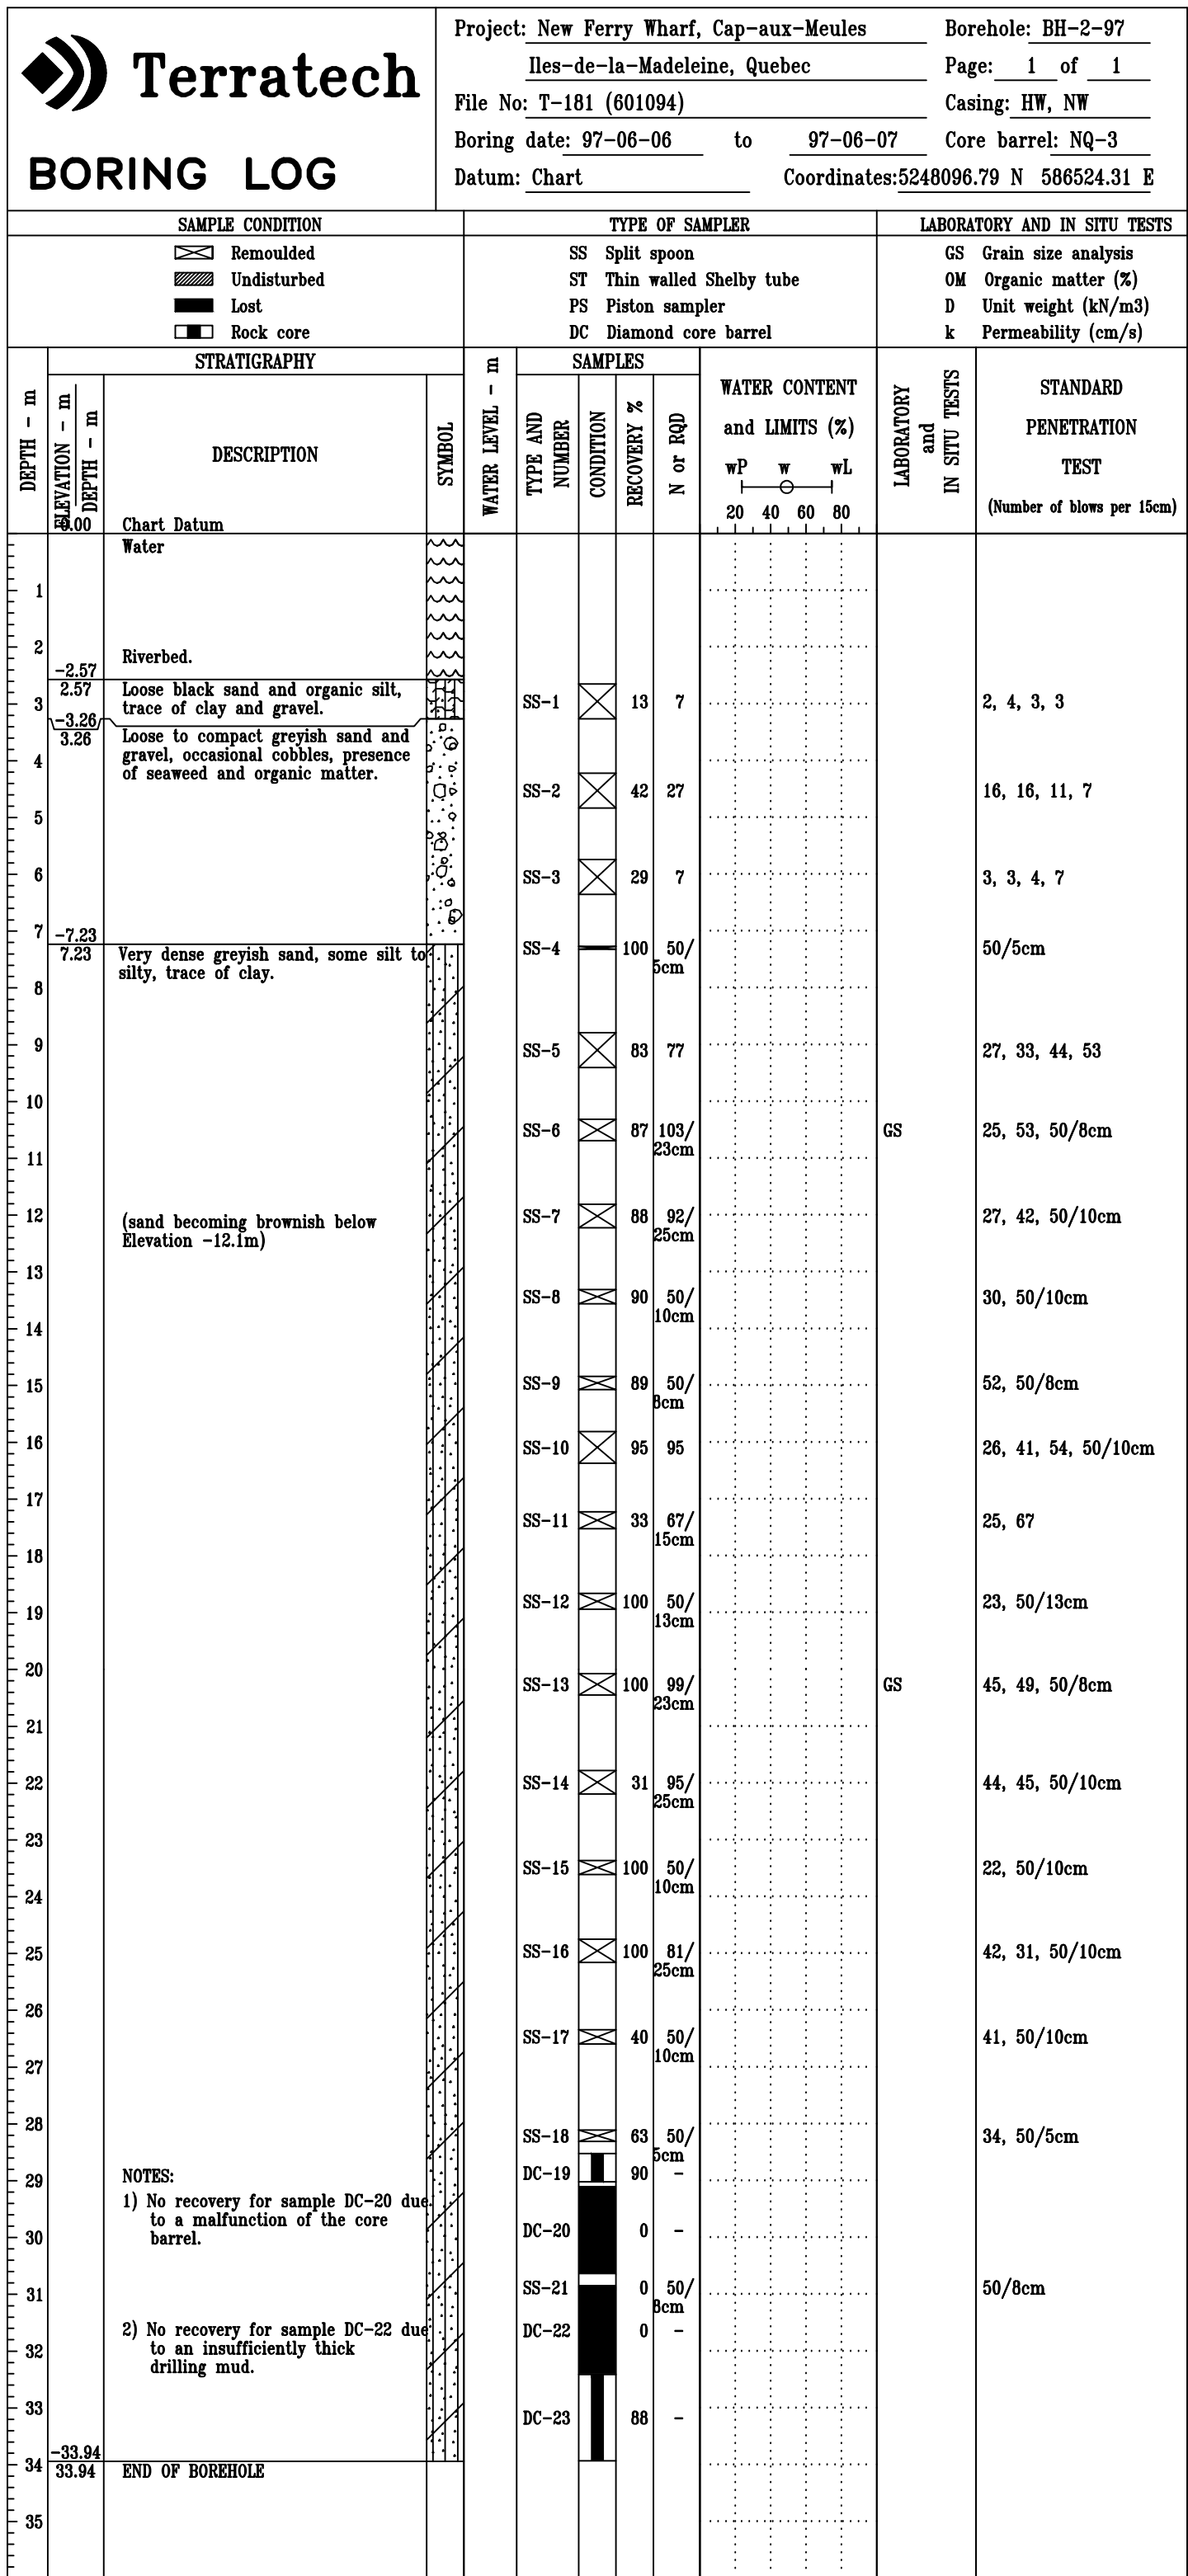 Terratech
BORING LOG
Project: New Ferry Wharf, Cap-aux-Meules
Iles-de-la-Madeleine, Quebec
File No: T-181 (601094)
Boring date: 97-06-06 to 97-06-07
Datum: Chart
Borehole: BH-2-97
Page: 1 of 1
Casing: HW, NW
Core barrel: NQ-3
Coordinates:5248096.79 N 586524.31 E
SAMPLE CONDITION
Remoulded
Undisturbed
Lost
Rock core
TYPE OF SAMPLER
SS Split spoon
ST Thin walled Shelby tube
PS Piston sampler
DC Diamond core barrel
LABORATORY AND IN SITU TESTS
GS Grain size analysis
OM Organic matter (%)
D Unit weight (kN/m3)
k Permeability (cm/s)
DEPTH - m
STRATIGRAPHY
ELEVATION - m
DEPTH - m
DESCRIPTION
SYMBOL
WATER LEVEL - m
SAMPLES
TYPE AND
NUMBER
CONDITION
RECOVERY %
N or RQD
WATER CONTENT
and LIMITS (%)
wP w wL
20 40 60 80
LABORATORY
and
IN SITU TESTS
STANDARD
PENETRATION
TEST
(Number of blows per 15cm)
0.00 Chart Datum
Water
1
2
Riverbed.
-2.57
2.57 Loose black sand and organic silt,
trace of clay and gravel.
3 SS-1 13 7 2, 4, 3, 3
-3.26
3.26 Loose to compact greyish sand and
gravel, occasional cobbles, presence
of seaweed and organic matter.
4
SS-2 42 27 16, 16, 11, 7
5
6 SS-3 29 7 3, 3, 4, 7
7
-7.23
SS-4 100 50/ 50/5cm
5cm
7.23 Very dense greyish sand, some silt to
silty, trace of clay.
8
9 SS-5 83 77 27, 33, 44, 53
10
SS-6 87 103/ GS 25, 53, 50/8cm
23cm
11
12 SS-7 88 92/ 27, 42, 50/10cm
25cm
(sand becoming brownish below
Elevation -12.1m)
13
SS-8 90 50/ 30, 50/10cm
10cm
14
15 SS-9 89 50/ 52, 50/8cm
8cm
16 SS-10 95 95 26, 41, 54, 50/10cm
17
SS-11 33 67/ 25, 67
15cm
18
SS-12 100 50/ 23, 50/13cm
13cm
19
20
SS-13 100 99/ GS 45, 49, 50/8cm
23cm
21
22 SS-14 31 95/ 44, 45, 50/10cm
25cm
23
SS-15 100 50/ 22, 50/10cm
10cm
24
25 SS-16 100 81/ 42, 31, 50/10cm
25cm
26
SS-17 40 50/ 41, 50/10cm
10cm
27
28
SS-18 63 50/ 34, 50/5cm
5cm
29 DC-19 90 -
NOTES:
1) No recovery for sample DC-20 due
to a malfunction of the core
barrel.
30 DC-20 0 -
31 SS-21 0 50/ 50/8cm
8cm
DC-22 0 -
2) No recovery for sample DC-22 due
to an insufficiently thick
drilling mud.
32
33
DC-23 88 -
-33.94
34
33.94 END OF BOREHOLE
35